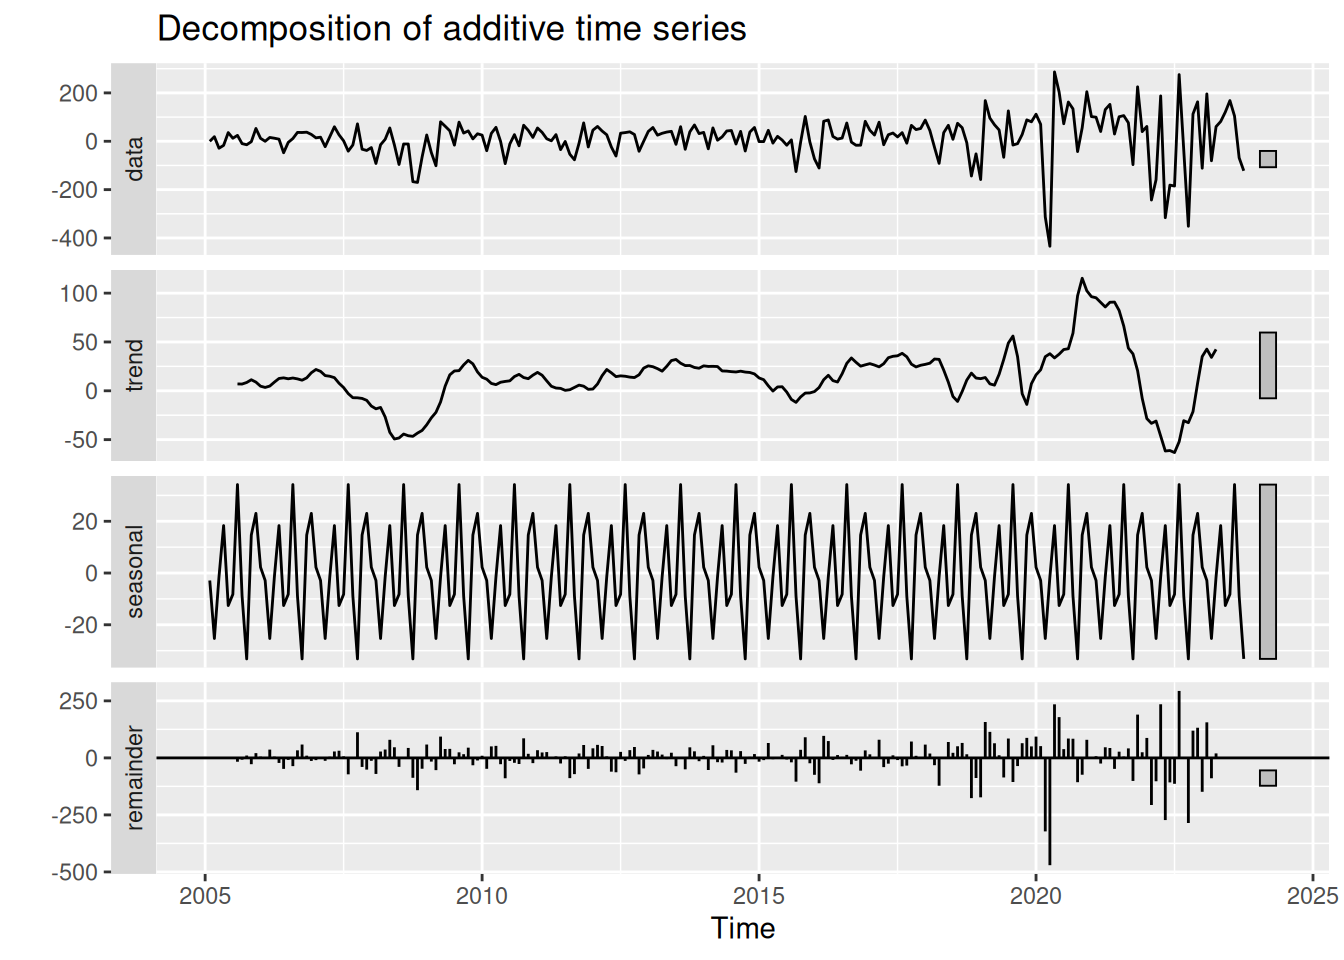 Decomposition of additive time series
200
0
-200
-400
data
100
50
0
-50
trend
20
0
-20
seasonal
250
0
-250
-500
remainder
2005 2010 2015 2020 2025
Time